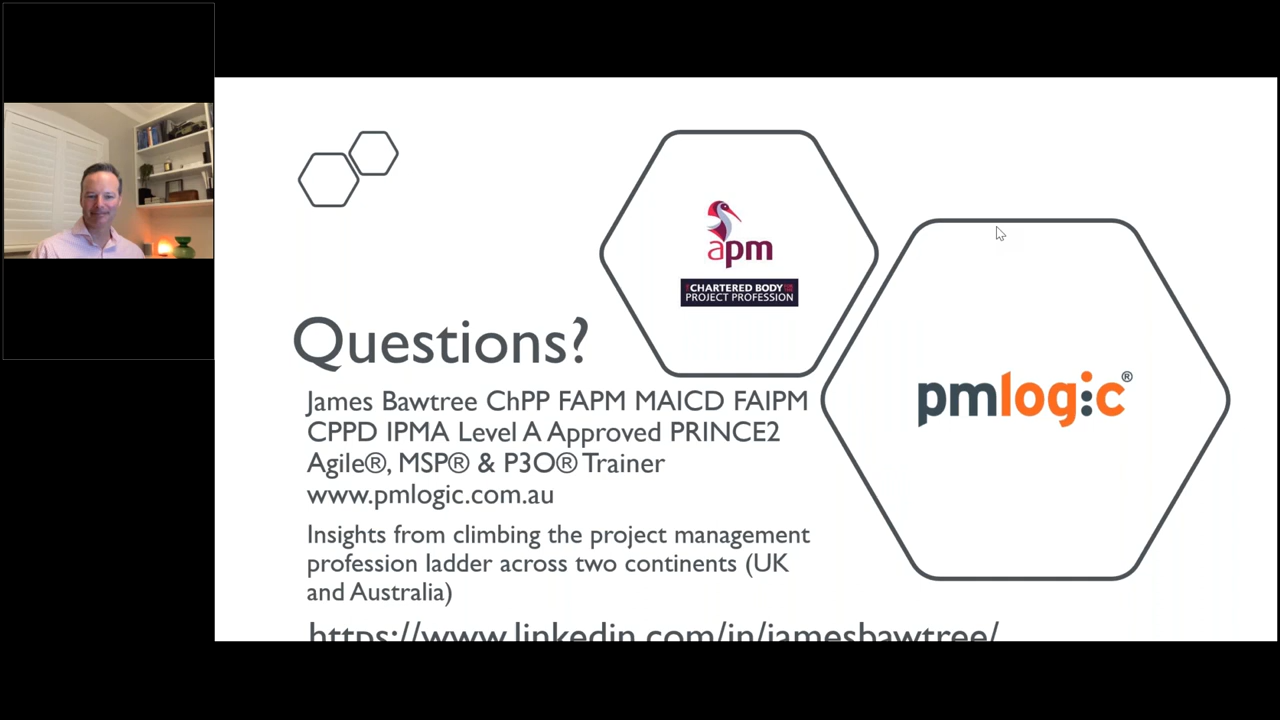 apm
CHARTERED BODY
PROJECT PROFESSION
Questions?
pmlogic®
James Bawtree ChPP FAPM MAICD FAIPM
CPPD IPMA Level A Approved PRINCE2
Agile®, MSP® & P3O® Trainer
www.pmlogic.com.au
Insights from climbing the project management
profession ladder across two continents (UK
and Australia)
https://www.linkedin.com/in/jamesbawtree/